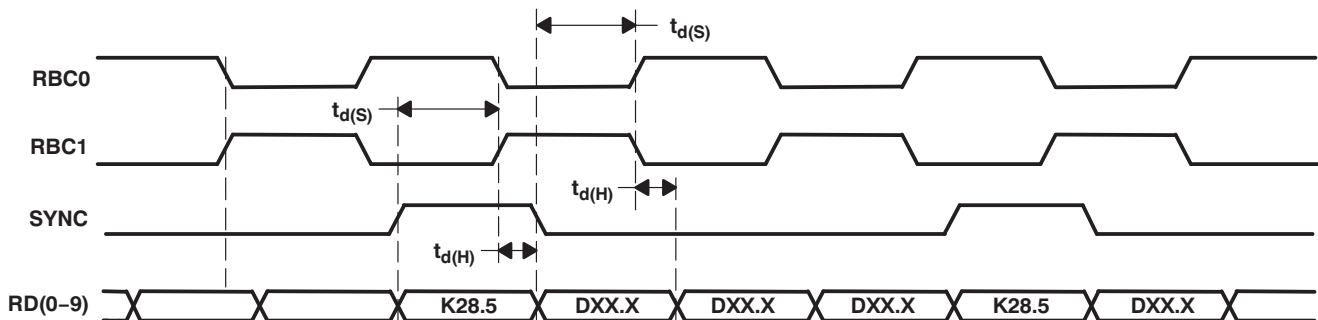 t_d(S)
RBC0
t_d(S)
RBC1
t_d(H)
SYNC
t_d(H)
RD(0−9) K28.5 DXX.X DXX.X DXX.X K28.5 DXX.X